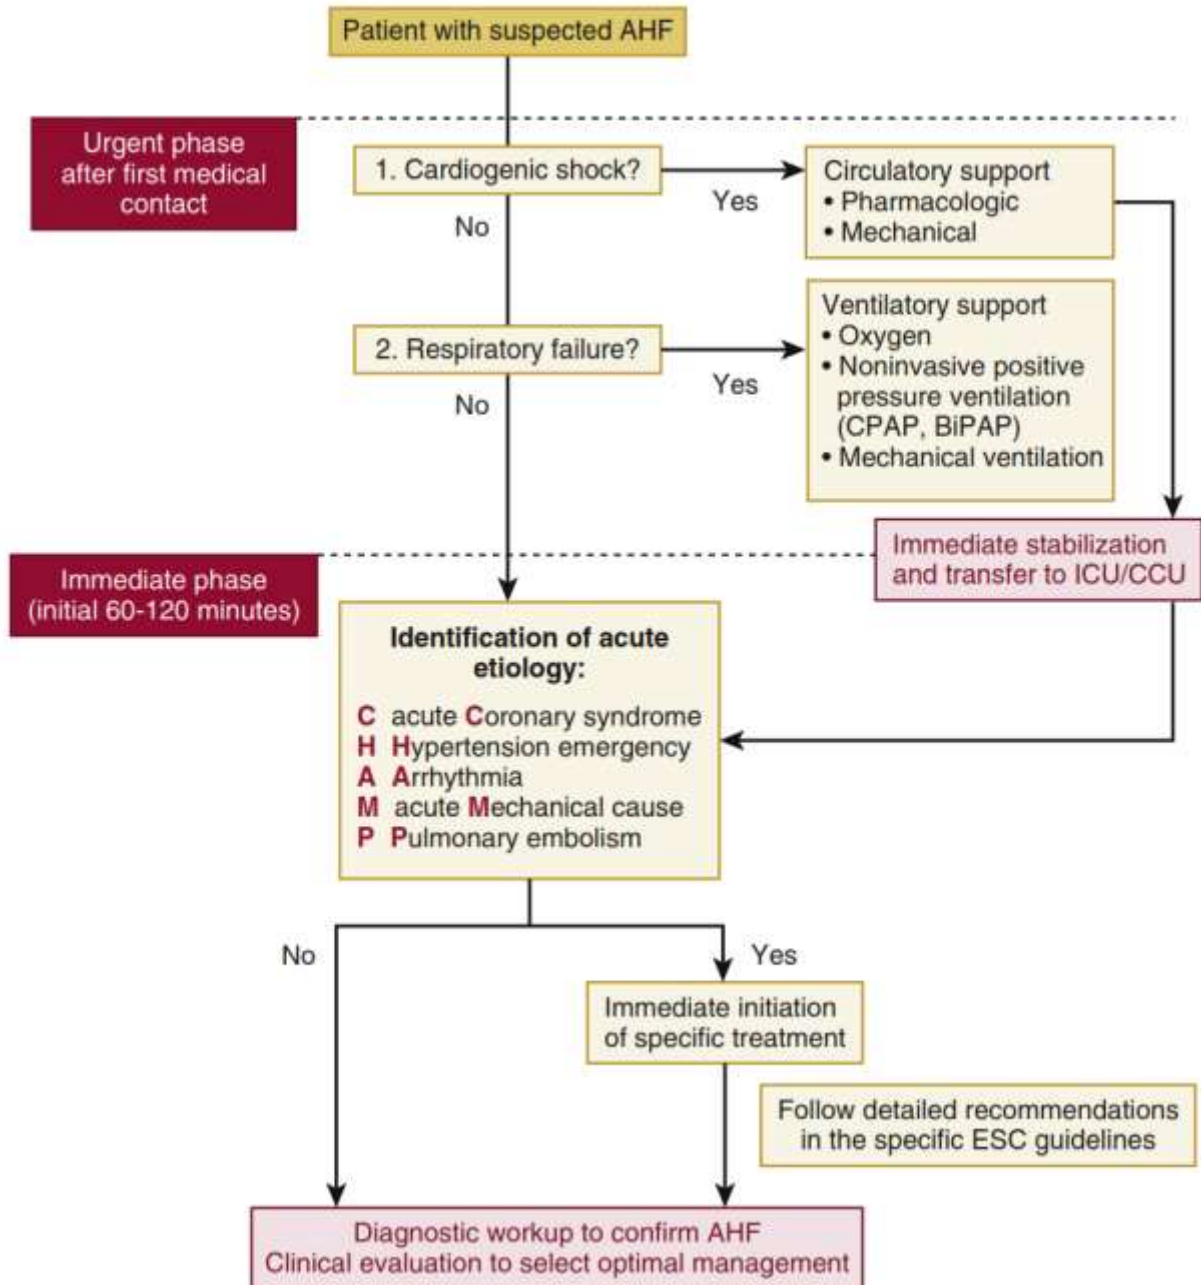 Patient with suspected AHF
Urgent phase
after first medical
contact
1. Cardiogenic shock?
Yes
No
Circulatory support
• Pharmacologic
• Mechanical
2. Respiratory failure?
Yes
No
Ventilatory support
• Oxygen
• Noninvasive positive
pressure ventilation
(CPAP, BiPAP)
• Mechanical ventilation
Immediate stabilization
and transfer to ICU/CCU
Immediate phase
(initial 60-120 minutes)
Identification of acute
etiology:
C acute Coronary syndrome
H Hypertension emergency
A Arrhythmia
M acute Mechanical cause
P Pulmonary embolism
No
Yes
Immediate initiation
of specific treatment
Follow detailed recommendations
in the specific ESC guidelines
Diagnostic workup to confirm AHF
Clinical evaluation to select optimal management